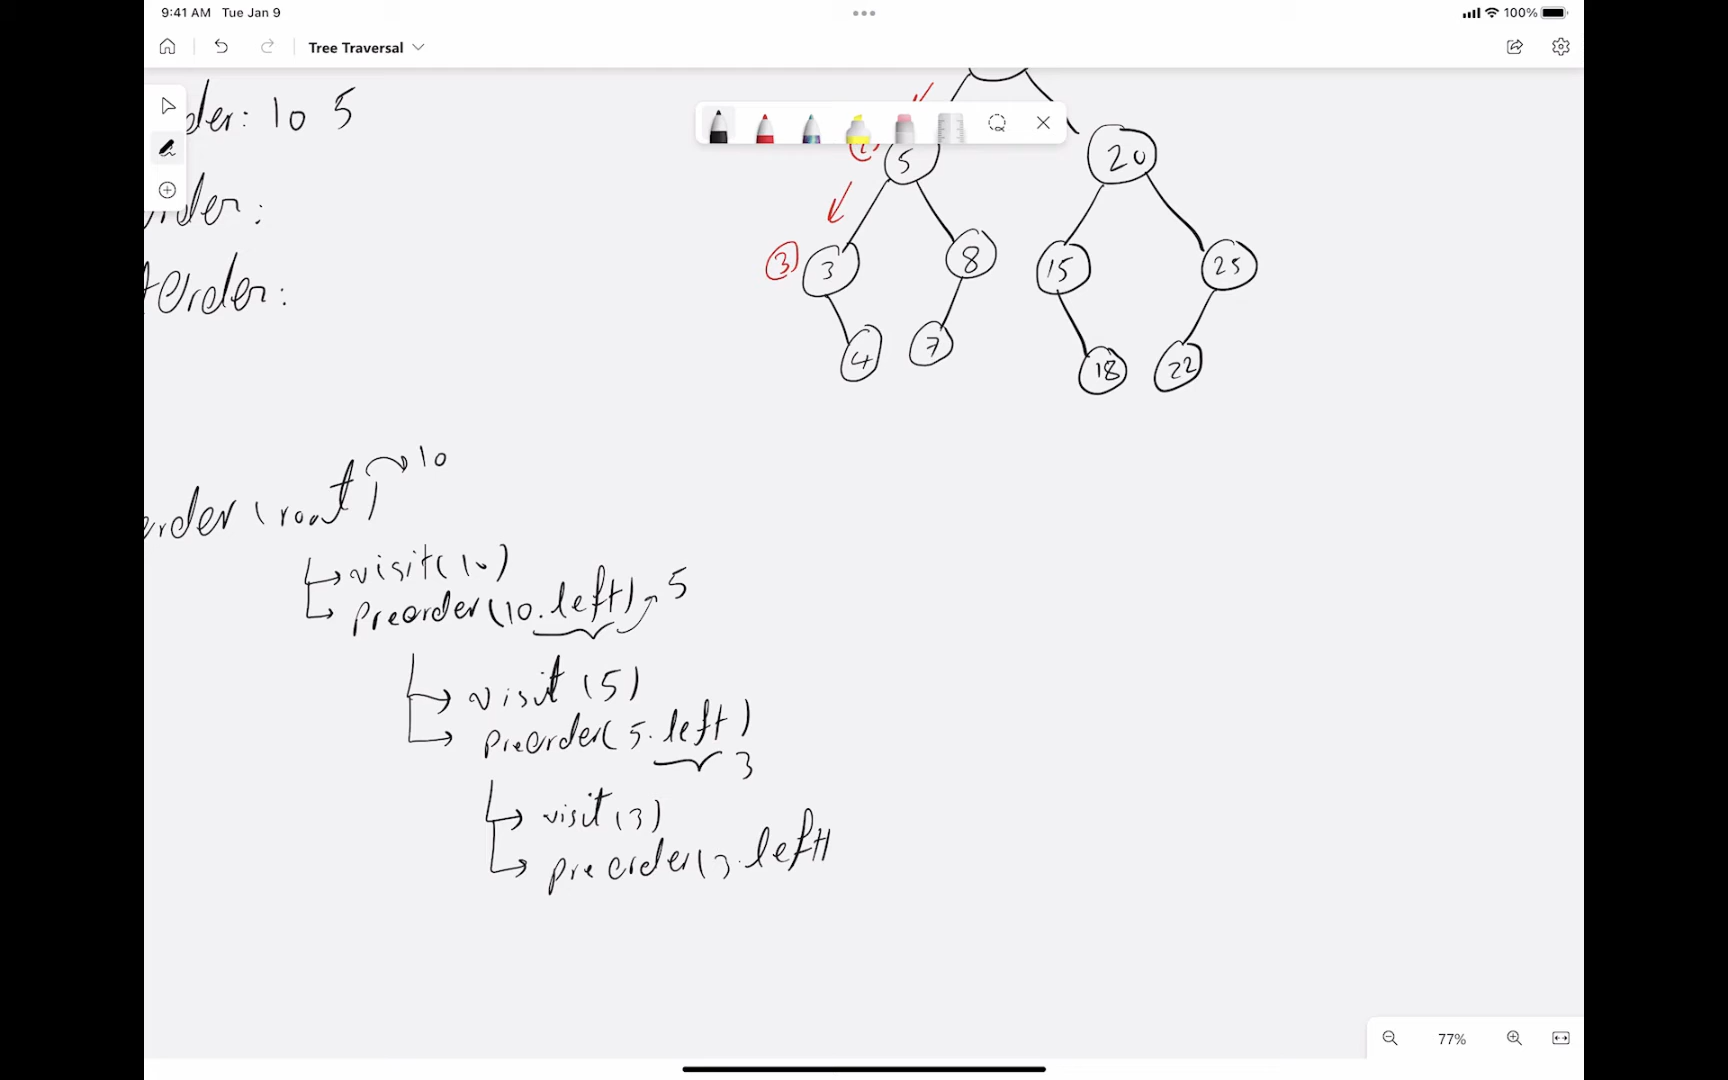 9:41 AM Tue Jan 9
100%
Tree Traversal
der: 10 5
5
20
rder:
3
3
8
15
25
tOrder:
4
7
18
22
10
order (root)
visit(10)
preorder(10.left) 5
visit (5)
preorder(5.left)
3
visit(3)
preorder(3.left)
77%